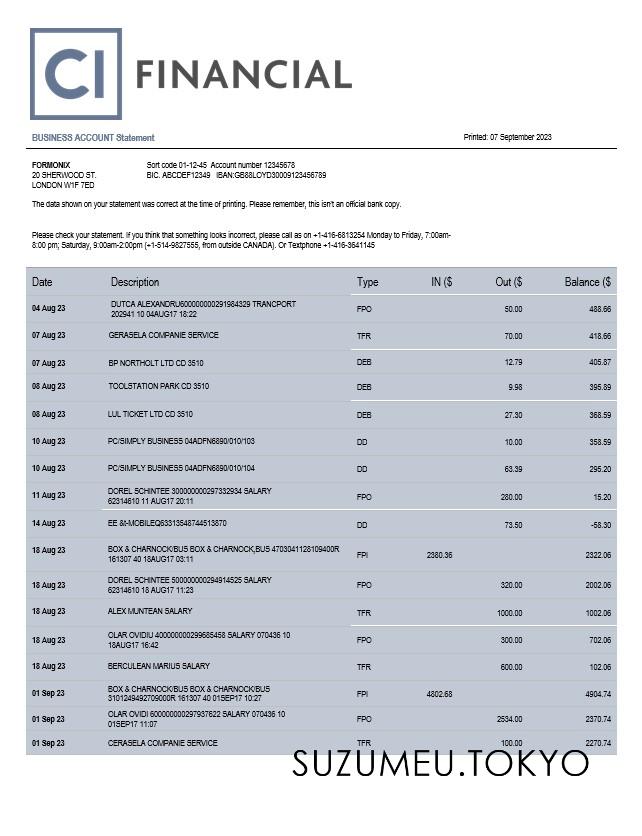 CI FINANCIAL
BUSINESS ACCOUNT Statement Printed: 07 September 2023
FORMONIX Sort code 01-12-45 Account number 12345678
20 SHERWOOD ST. BIC. ABCDEF12349 IBAN:GB88LOYD30009123456789
LONDON W1F 7ED
The data shown on your statement was correct at the time of printing. Please remember, this isn't an official bank copy.
Please check your statement. If you think that something looks incorrect, please call as on +1-416-6813254 Monday to Friday, 7:00am-
8:00 pm; Saturday, 9:00am-2:00pm (+1-514-9827555, from outside CANADA). Or Textphone +1-416-3641145
Date Description Type IN ($ Out ($ Balance ($
04 Aug 23 DUTCA ALEXANDRU600000000291984329 TRANCPORT
202941 10 04AUG17 18:22 FPO 50.00 488.66
07 Aug 23 GERASELA COMPANIE SERVICE TFR 70.00 418.66
07 Aug 23 BP NORTHOLT LTD CD 3510 DEB 12.79 405.87
08 Aug 23 TOOLSTATION PARK CD 3510 DEB 9.98 395.89
08 Aug 23 LUL TICKET LTD CD 3510 DEB 27.30 368.59
10 Aug 23 PC/SIMPLY BUSINESS 04ADFN6890/010/103 DD 10.00 358.59
10 Aug 23 PC/SIMPLY BUSINESS 04ADFN6890/010/104 DD 63.39 295.20
11 Aug 23 DOREL SCHINTEE 300000000297332934 SALARY
62314610 11 AUG17 20:11 FPO 280.00 15.20
14 Aug 23 EE &t-MOBILEQ63313548744513870 DD 73.50 -58.30
18 Aug 23 BOX & CHARNOCK/BUS BOX & CHARNOCK,BUS 4703041128109400R
161307 40 18AUG17 03:11 FPI 2380.36 2322.06
18 Aug 23 DOREL SCHINTEE 500000000294914525 SALARY
62314610 18 AUG17 11:23 FPO 320.00 2002.06
18 Aug 23 ALEX MUNTEAN SALARY TFR 1000.00 1002.06
18 Aug 23 OLAR OVIDIU 400000000299685458 SALARY 070436 10
18AUG17 16:42 FPO 300.00 702.06
18 Aug 23 BERCULEAN MARIUS SALARY TFR 600.00 102.06
01 Sep 23 BOX & CHARNOCK/BUS BOX & CHARNOCK/BUS
3101249492709000R 161307 40 01SEP17 10:27 FPI 4802.68 4904.74
01 Sep 23 OLAR OVIDI 600000000297937622 SALARY 070436 10
01SEP17 11:07 FPO 2534.00 2370.74
01 Sep 23 CERASELA COMPANIE SERVICE TFR 100.00 2270.74
SUZUMEU.TOKYO